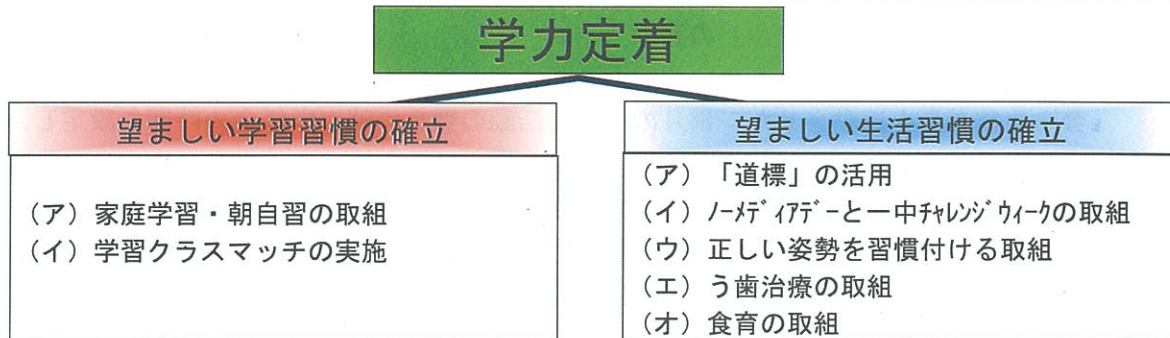 学力定着
望ましい学習習慣の確立
（ア）家庭学習・朝自習の取組
（イ）学習クラスマッチの実施
望ましい生活習慣の確立
（ア）「道標」の活用
（イ）ﾉｰﾒﾃﾞｨｱﾃﾞｰと一中ﾁｬﾚﾝｼﾞｳｨｰｸの取組
（ウ）正しい姿勢を習慣付ける取組
（エ）う歯治療の取組
（オ）食育の取組